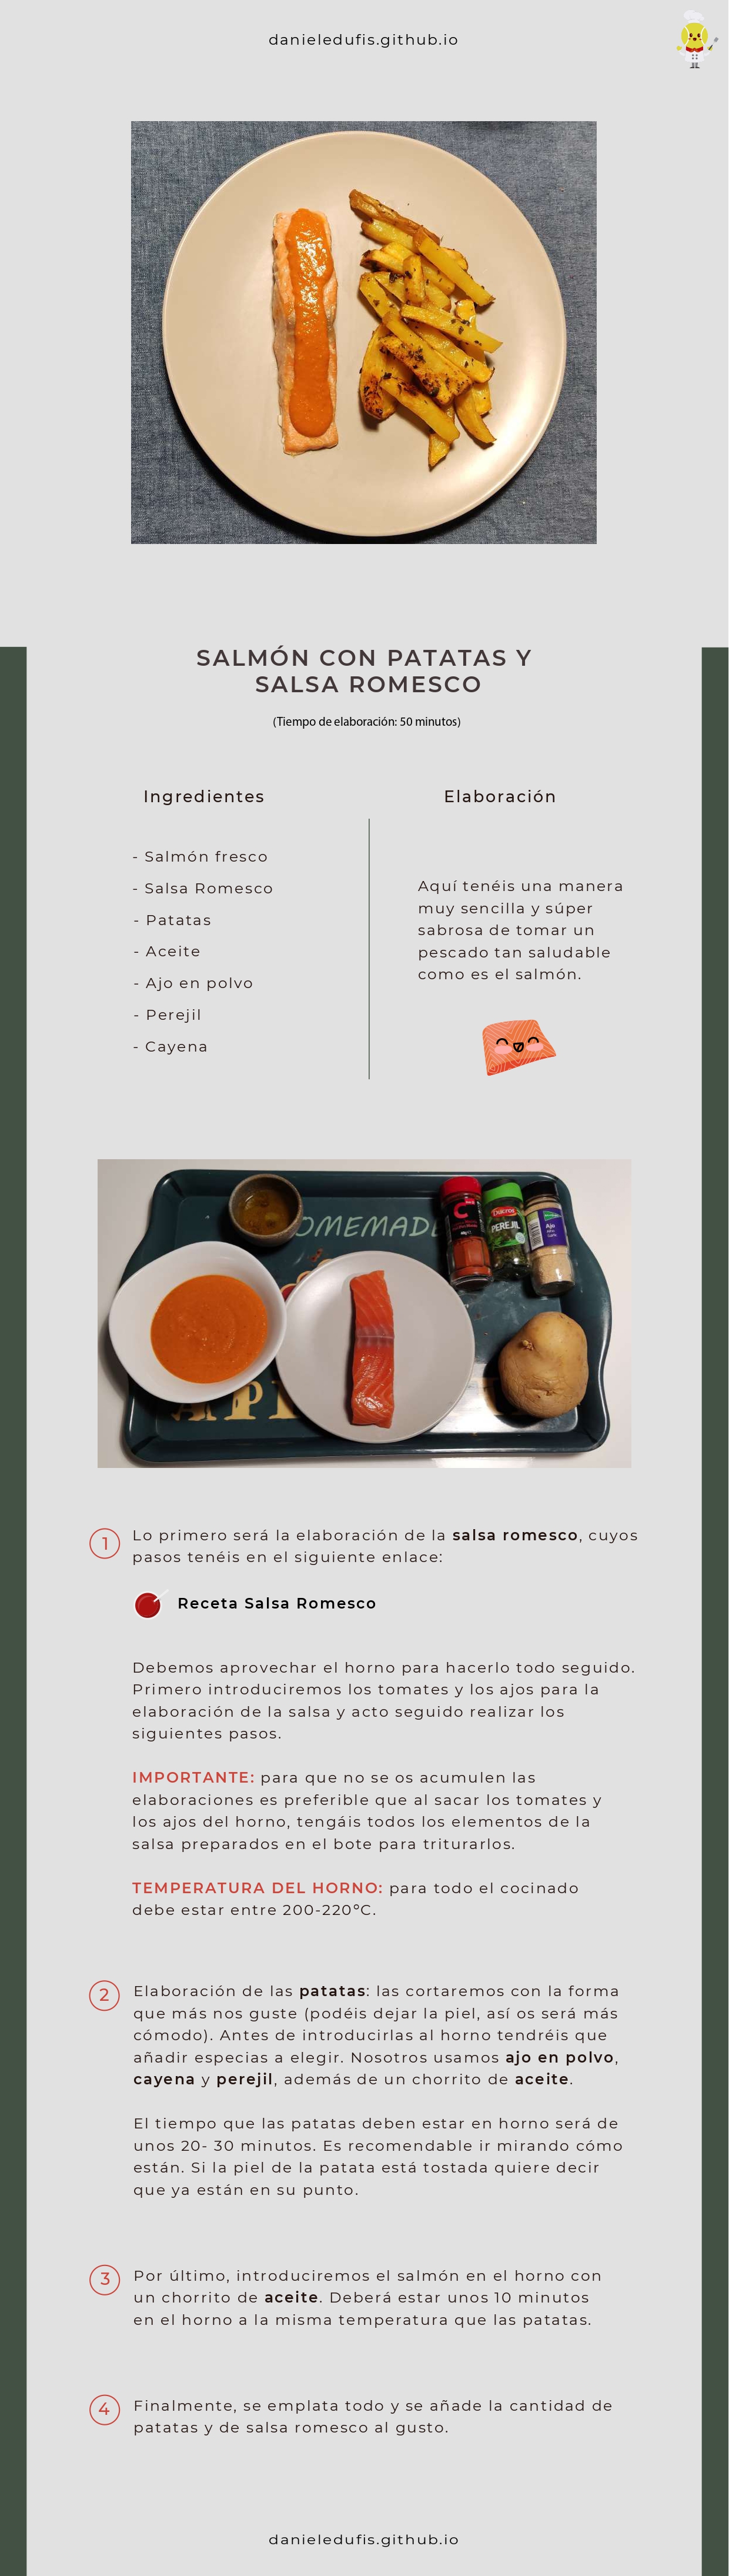 danieledufis.github.io
SALMÓN CON PATATAS Y
SALSA ROMESCO
(Tiempo de elaboración: 50 minutos)
Ingredientes
- Salmón fresco
- Salsa Romesco
- Patatas
- Aceite
- Ajo en polvo
- Perejil
- Cayena
Elaboración
Aquí tenéis una manera
muy sencilla y súper
sabrosa de tomar un
pescado tan saludable
como es el salmón.
OMEMADE
PEREJIL
Ajo
1 Lo primero será la elaboración de la salsa romesco, cuyos
pasos tenéis en el siguiente enlace:
Receta Salsa Romesco
Debemos aprovechar el horno para hacerlo todo seguido.
Primero introduciremos los tomates y los ajos para la
elaboración de la salsa y acto seguido realizar los
siguientes pasos.
IMPORTANTE: para que no se os acumulen las
elaboraciones es preferible que al sacar los tomates y
los ajos del horno, tengáis todos los elementos de la
salsa preparados en el bote para triturarlos.
TEMPERATURA DEL HORNO: para todo el cocinado
debe estar entre 200-220ºC.
2 Elaboración de las patatas: las cortaremos con la forma
que más nos guste (podéis dejar la piel, así os será más
cómodo). Antes de introducirlas al horno tendréis que
añadir especias a elegir. Nosotros usamos ajo en polvo,
cayena y perejil, además de un chorrito de aceite.
El tiempo que las patatas deben estar en horno será de
unos 20- 30 minutos. Es recomendable ir mirando cómo
están. Si la piel de la patata está tostada quiere decir
que ya están en su punto.
3 Por último, introduciremos el salmón en el horno con
un chorrito de aceite. Deberá estar unos 10 minutos
en el horno a la misma temperatura que las patatas.
4 Finalmente, se emplata todo y se añade la cantidad de
patatas y de salsa romesco al gusto.
danieledufis.github.io